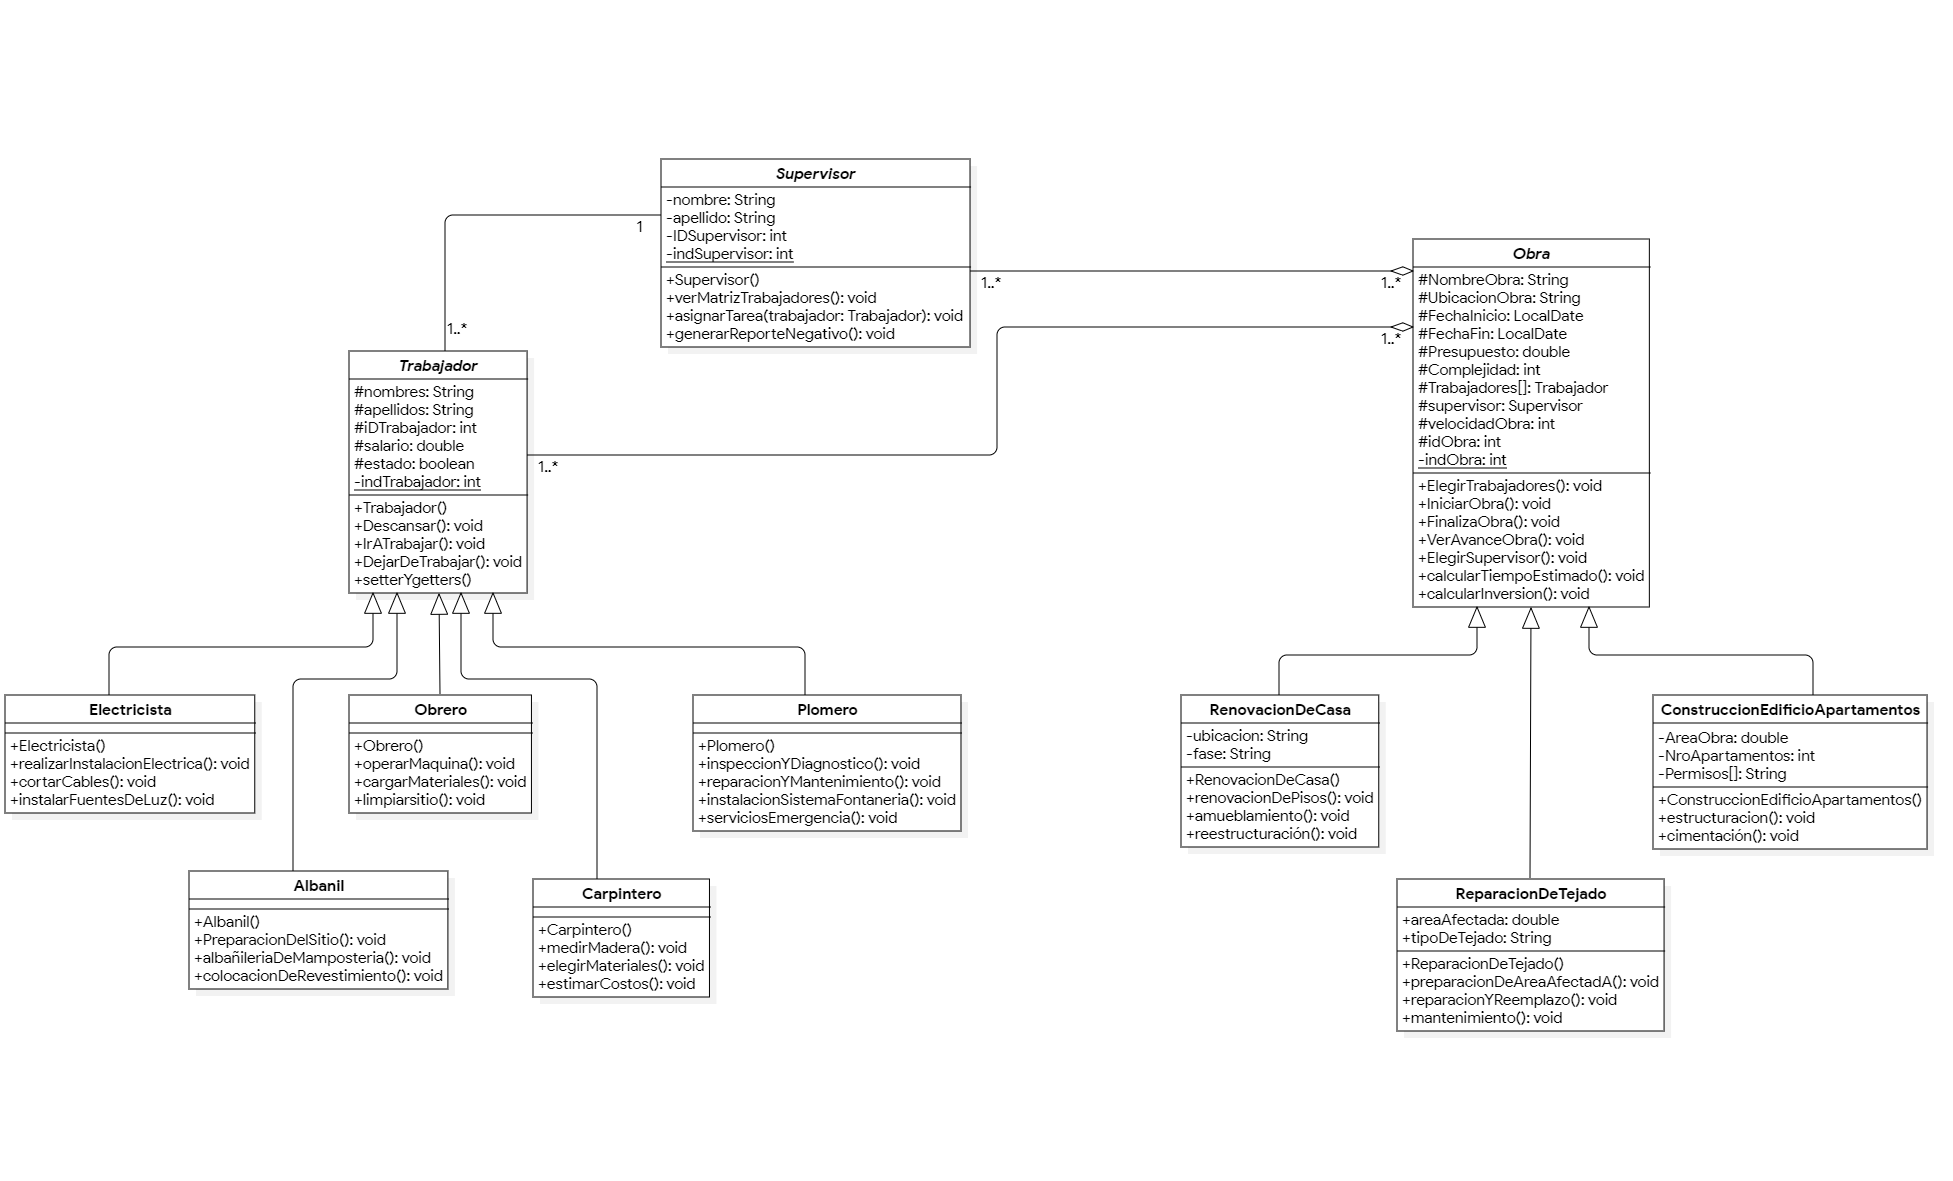 Supervisor
-nombre: String
-apellido: String
-IDSupervisor: int
-indSupervisor: int
+Supervisor()
+verMatrizTrabajadores(): void
+asignarTarea(trabajador: Trabajador): void
+generarReporteNegativo(): void
1
1..*
1..*
1..*
1..*
1..*
Obra
#NombreObra: String
#UbicacionObra: String
#FechaInicio: LocalDate
#FechaFin: LocalDate
#Presupuesto: double
#Complejidad: int
#Trabajadores[]: Trabajador
#supervisor: Supervisor
#velocidadObra: int
#idObra: int
-indObra: int
+ElegirTrabajadores(): void
+IniciarObra(): void
+FinalizaObra(): void
+VerAvanceObra(): void
+ElegirSupervisor(): void
+calcularTiempoEstimado(): void
+calcularInversion(): void
Trabajador
#nombres: String
#apellidos: String
#iDTrabajador: int
#salario: double
#estado: boolean
-indTrabajador: int
+Trabajador()
+Descansar(): void
+IrATrabajar(): void
+DejarDeTrabajar(): void
+setterYgetters()
Electricista
+Electricista()
+realizarInstalacionElectrica(): void
+cortarCables(): void
+instalarFuentesDeLuz(): void
Obrero
+Obrero()
+operarMaquina(): void
+cargarMateriales(): void
+limpiarsitio(): void
Plomero
+Plomero()
+inspeccionYDiagnostico(): void
+reparacionYMantenimiento(): void
+instalacionSistemaFontaneria(): void
+serviciosEmergencia(): void
RenovacionDeCasa
-ubicacion: String
-fase: String
+RenovacionDeCasa()
+renovacionDePisos(): void
+amueblamiento(): void
+reestructuración(): void
ConstruccionEdificioApartamentos
-AreaObra: double
-NroApartamentos: int
-Permisos[]: String
+ConstruccionEdificioApartamentos()
+estructuracion(): void
+cimentación(): void
Albanil
+Albanil()
+PreparacionDelSitio(): void
+albañileriaDeMamposteria(): void
+colocacionDeRevestimiento(): void
Carpintero
+Carpintero()
+medirMadera(): void
+elegirMateriales(): void
+estimarCostos(): void
ReparacionDeTejado
+areaAfectada: double
+tipoDeTejado: String
+ReparacionDeTejado()
+preparacionDeAreaAfectadA(): void
+reparacionYReemplazo(): void
+mantenimiento(): void